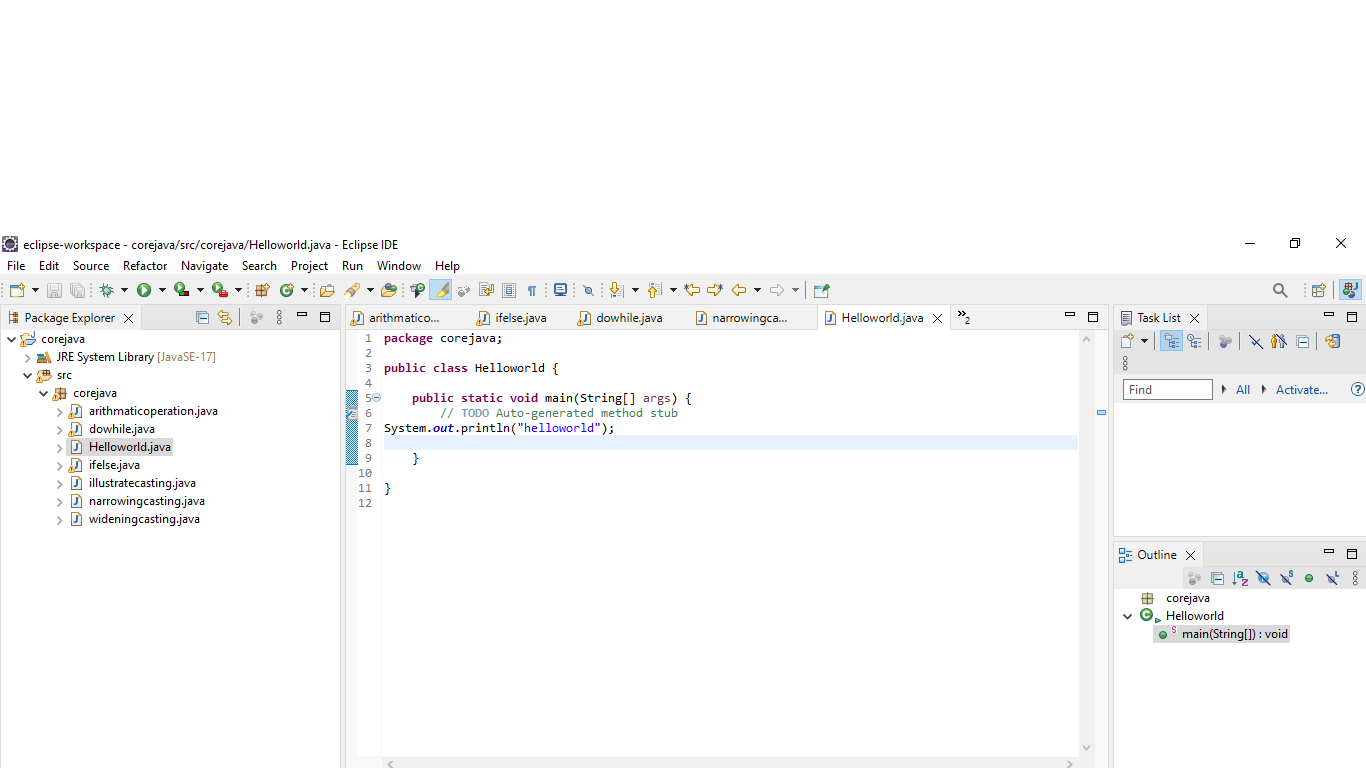 eclipse-workspace - corejava/src/corejava/Helloworld.java - Eclipse IDE
File Edit Source Refactor Navigate Search Project Run Window Help
Package Explorer
corejava
JRE System Library [JavaSE-17]
src
corejava
arithmaticoperation.java
dowhile.java
Helloworld.java
ifelse.java
illustratecasting.java
narrowingcasting.java
wideningcasting.java
arithmatico... ifelse.java dowhile.java narrowingca... Helloworld.java »2
1 package corejava;
2
3 public class Helloworld {
4
5 public static void main(String[] args) {
6 // TODO Auto-generated method stub
7 System.out.println("helloworld");
8
9 }
10
11 }
12
Task List
Find All Activate...
Outline
corejava
Helloworld
main(String[]) : void